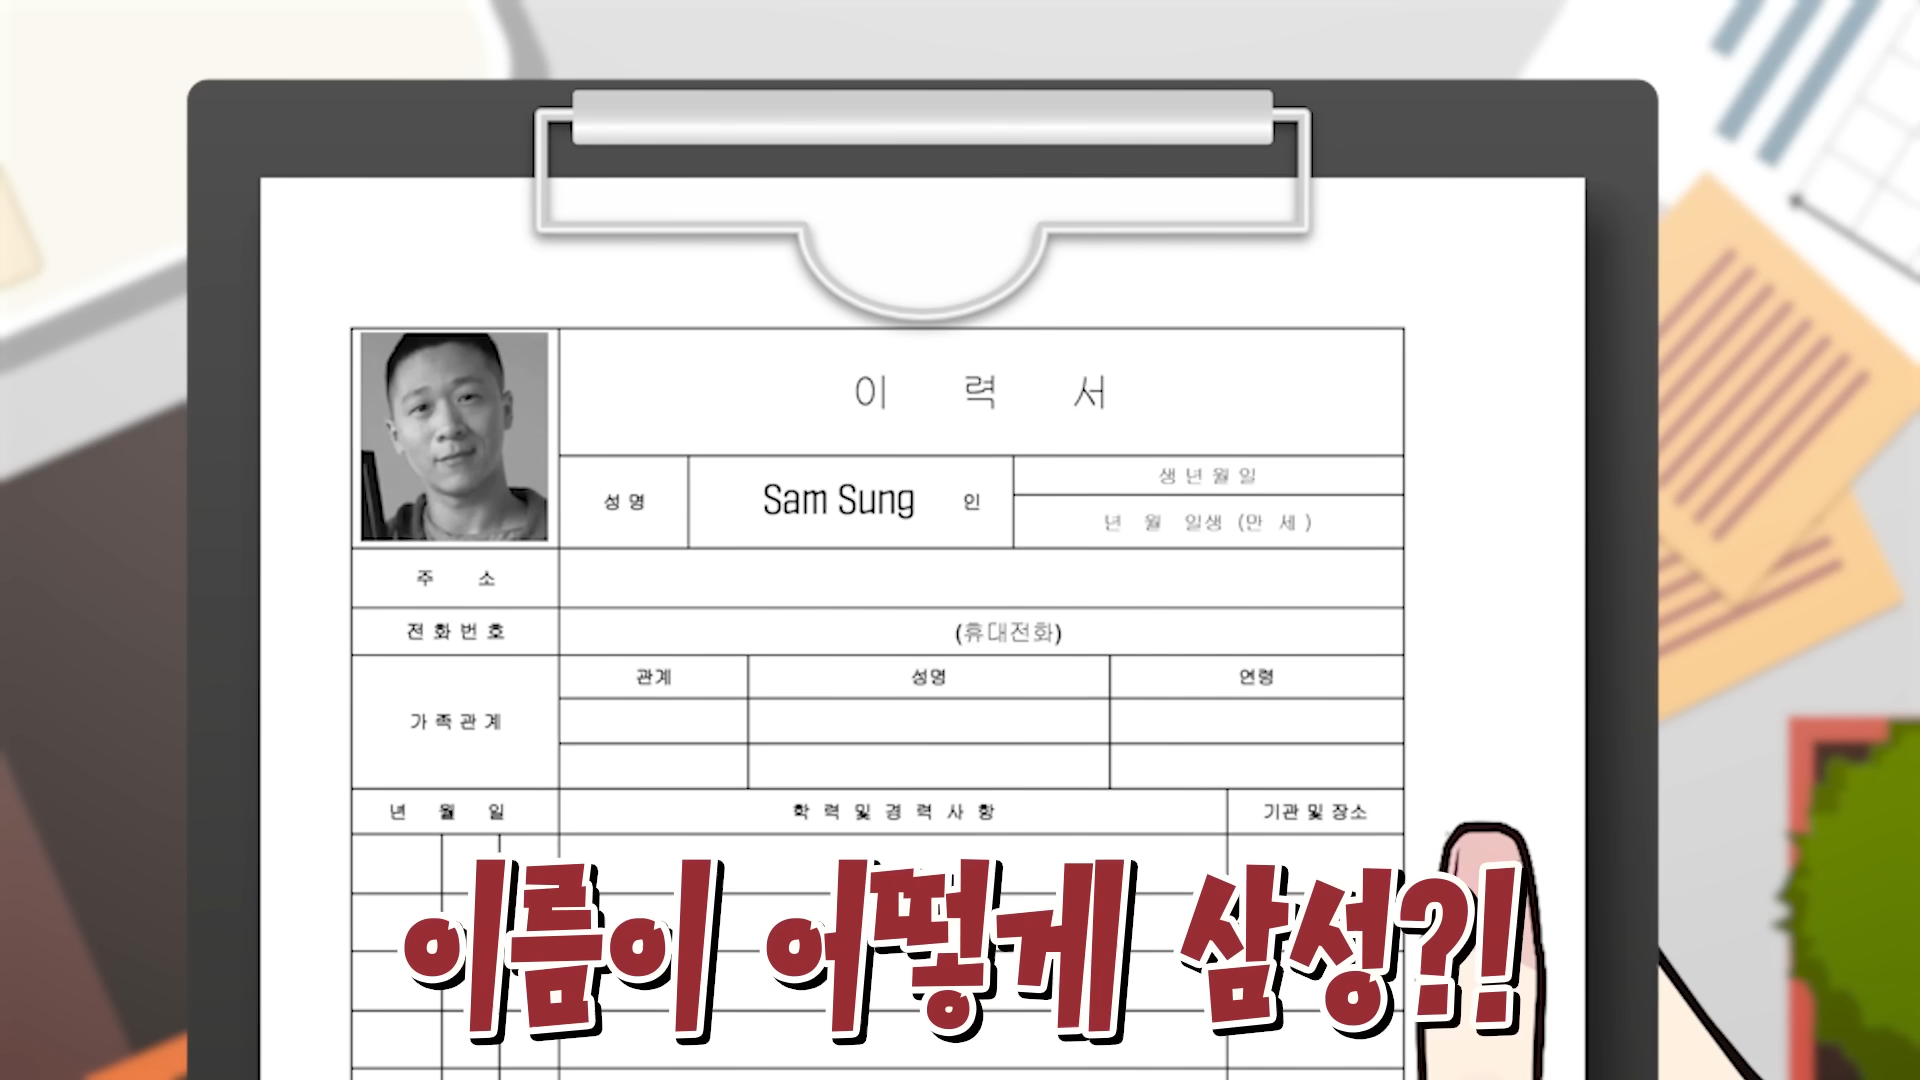 이 력 서
성 명 Sam Sung 인 생 년 월 일
년 월 일생 (만 세 )
주 소
전 화 번 호 (휴대전화)
가 족 관 계 관계 성명 연령
년 월 일 학 력 및 경 력 사 항 기관 및 장소
이름이 어떻게 삼성?!